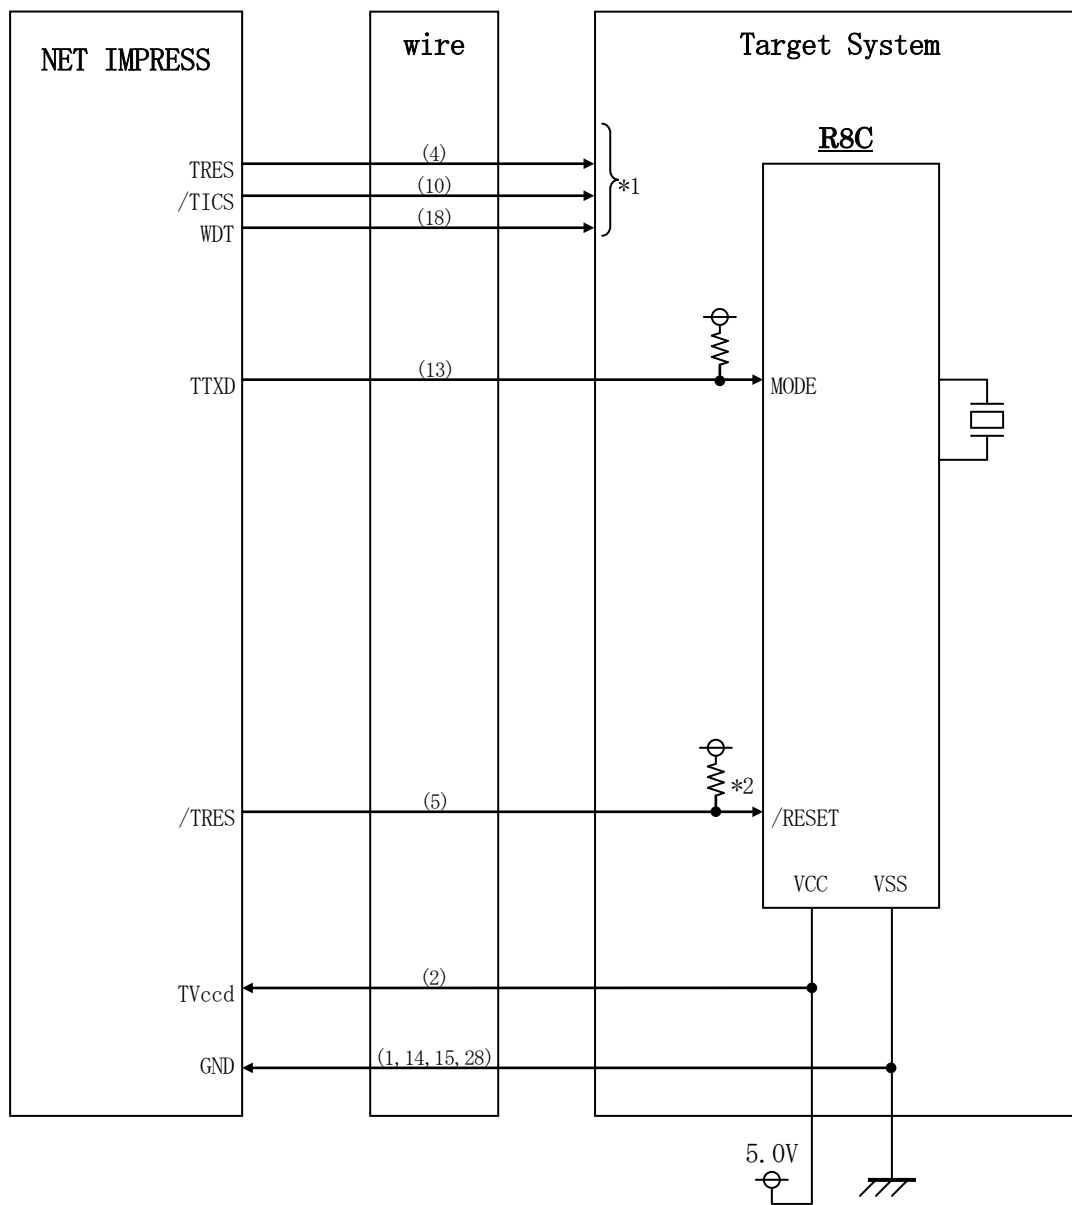 NET IMPRESS
wire
Target System
R8C
TRES
(4)
*1
/TICS
(10)
WDT
(18)
TTXD
(13)
MODE
*2
/TRES
(5)
/RESET
VCC
VSS
TVccd
(2)
GND
(1,14,15,28)
5.0V